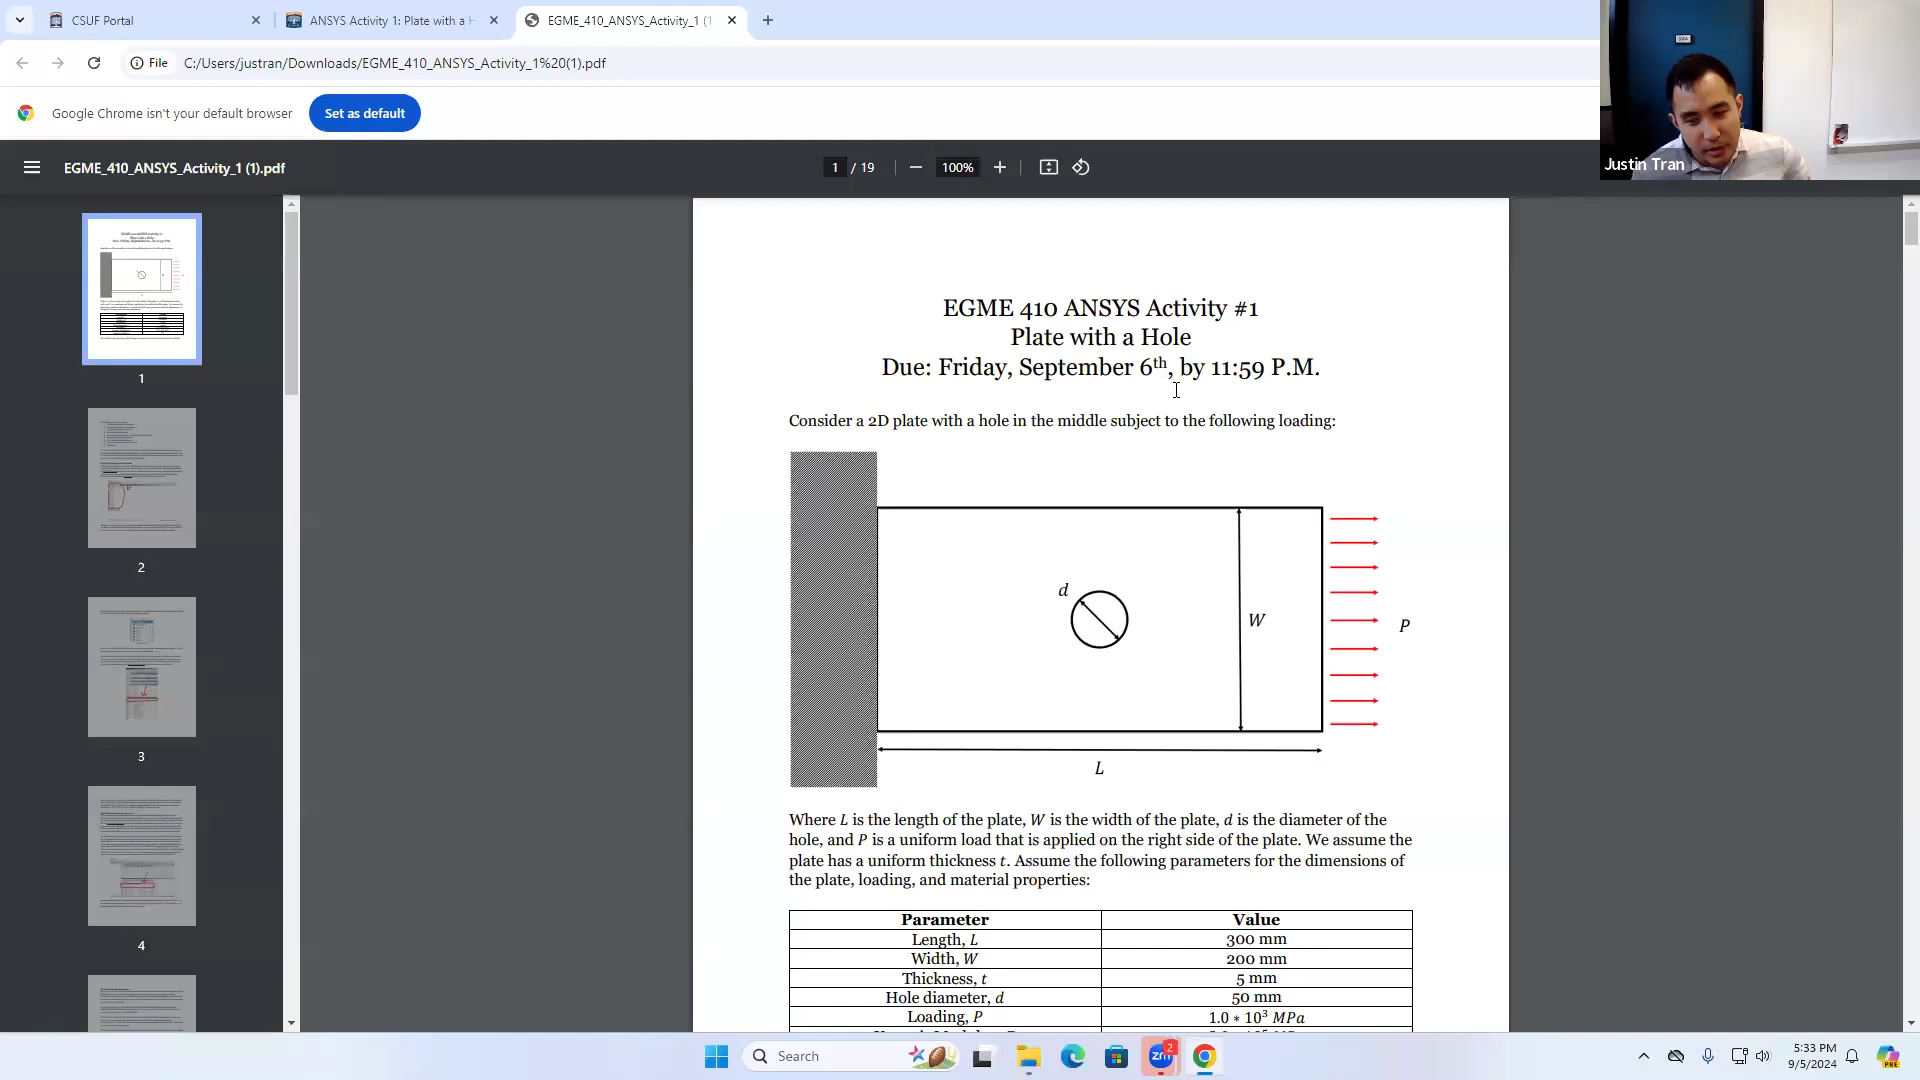 CSUF Portal
ANSYS Activity 1: Plate with a H
EGME_410_ANSYS_Activity_1 (1
File
C:/Users/justran/Downloads/EGME_410_ANSYS_Activity_1%20(1).pdf
Google Chrome isn't your default browser
Set as default
Justin Tran
EGME_410_ANSYS_Activity_1 (1).pdf
1 / 19
100%
1
2
3
4
EGME 410 ANSYS Activity #1
Plate with a Hole
Due: Friday, September 6th, by 11:59 P.M.
Consider a 2D plate with a hole in the middle subject to the following loading:
d
W
P
L
Where L is the length of the plate, W is the width of the plate, d is the diameter of the
hole, and P is a uniform load that is applied on the right side of the plate. We assume the
plate has a uniform thickness t. Assume the following parameters for the dimensions of
the plate, loading, and material properties:
Parameter Value
Length, L 300 mm
Width, W 200 mm
Thickness, t 5 mm
Hole diameter, d 50 mm
Loading, P 1.0 * 10³ MPa
Search
zm
2
5:33 PM
9/5/2024
PRE